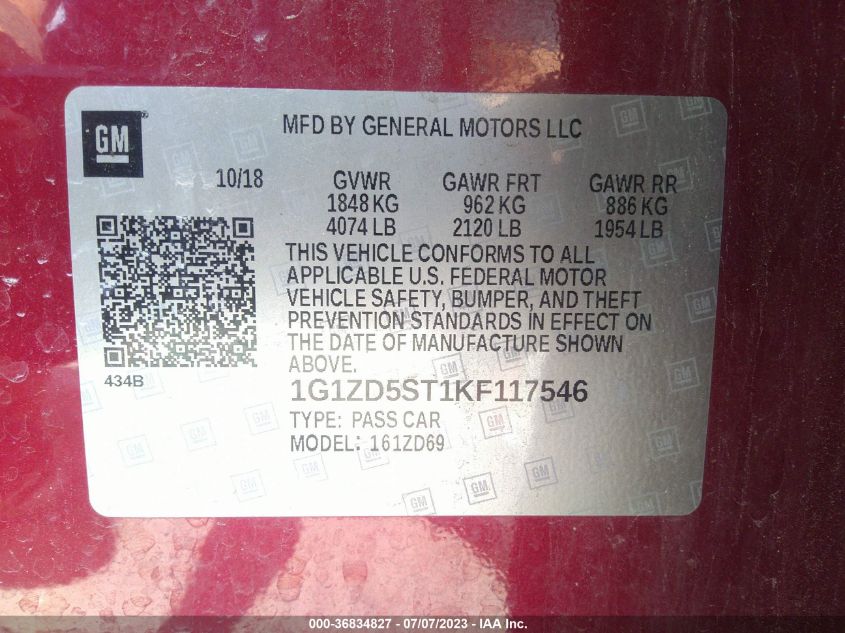 GM
MFD BY GENERAL MOTORS LLC
10/18 GVWR GAWR FRT GAWR RR
1848 KG 962 KG 886 KG
4074 LB 2120 LB 1954 LB
THIS VEHICLE CONFORMS TO ALL
APPLICABLE U.S. FEDERAL MOTOR
VEHICLE SAFETY, BUMPER, AND THEFT
PREVENTION STANDARDS IN EFFECT ON
THE DATE OF MANUFACTURE SHOWN
ABOVE.
434B
1G1ZD5ST1KF117546
TYPE: PASS CAR
MODEL: 161ZD69
000-36834827 - 07/07/2023 - IAA Inc.